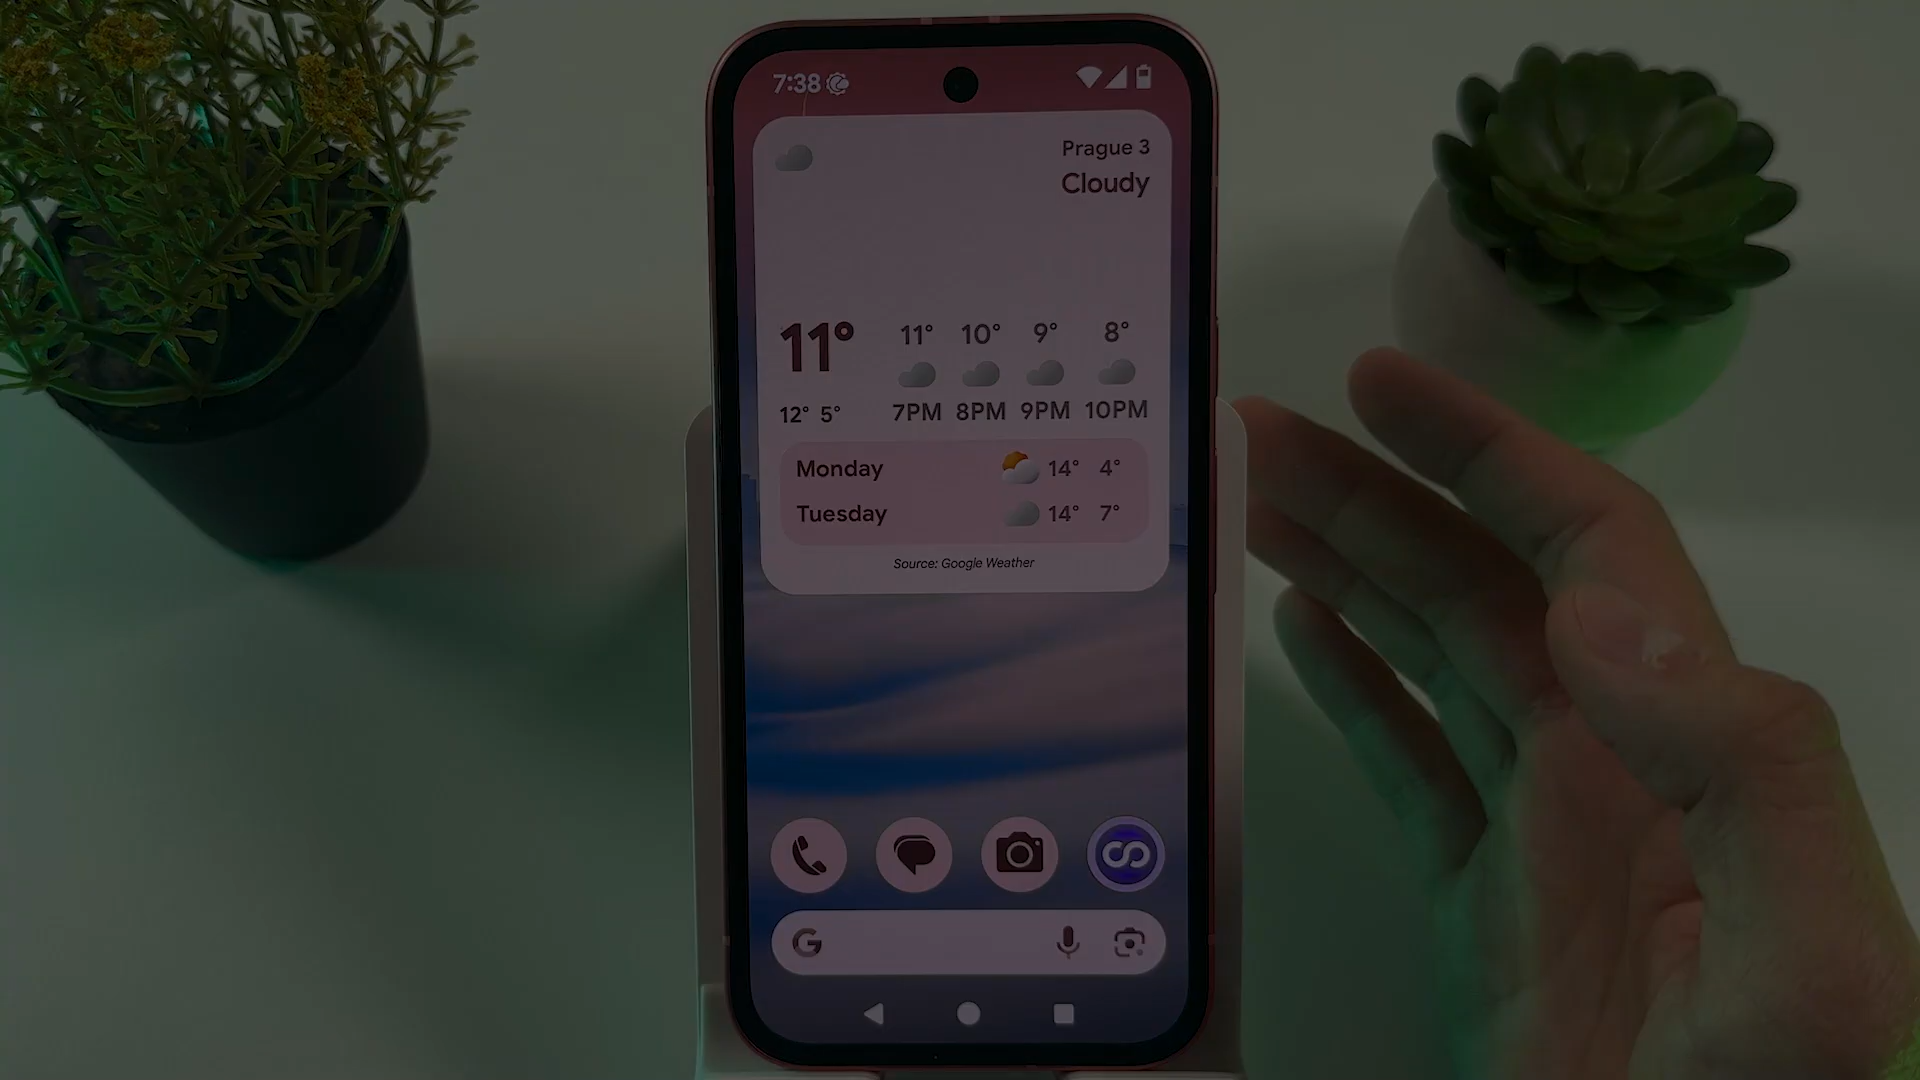 7:38
Prague 3
Cloudy
11°
11° 10° 9° 8°
12° 5°
7PM 8PM 9PM 10PM
Monday 14° 4°
Tuesday 14° 7°
Source: Google Weather
G